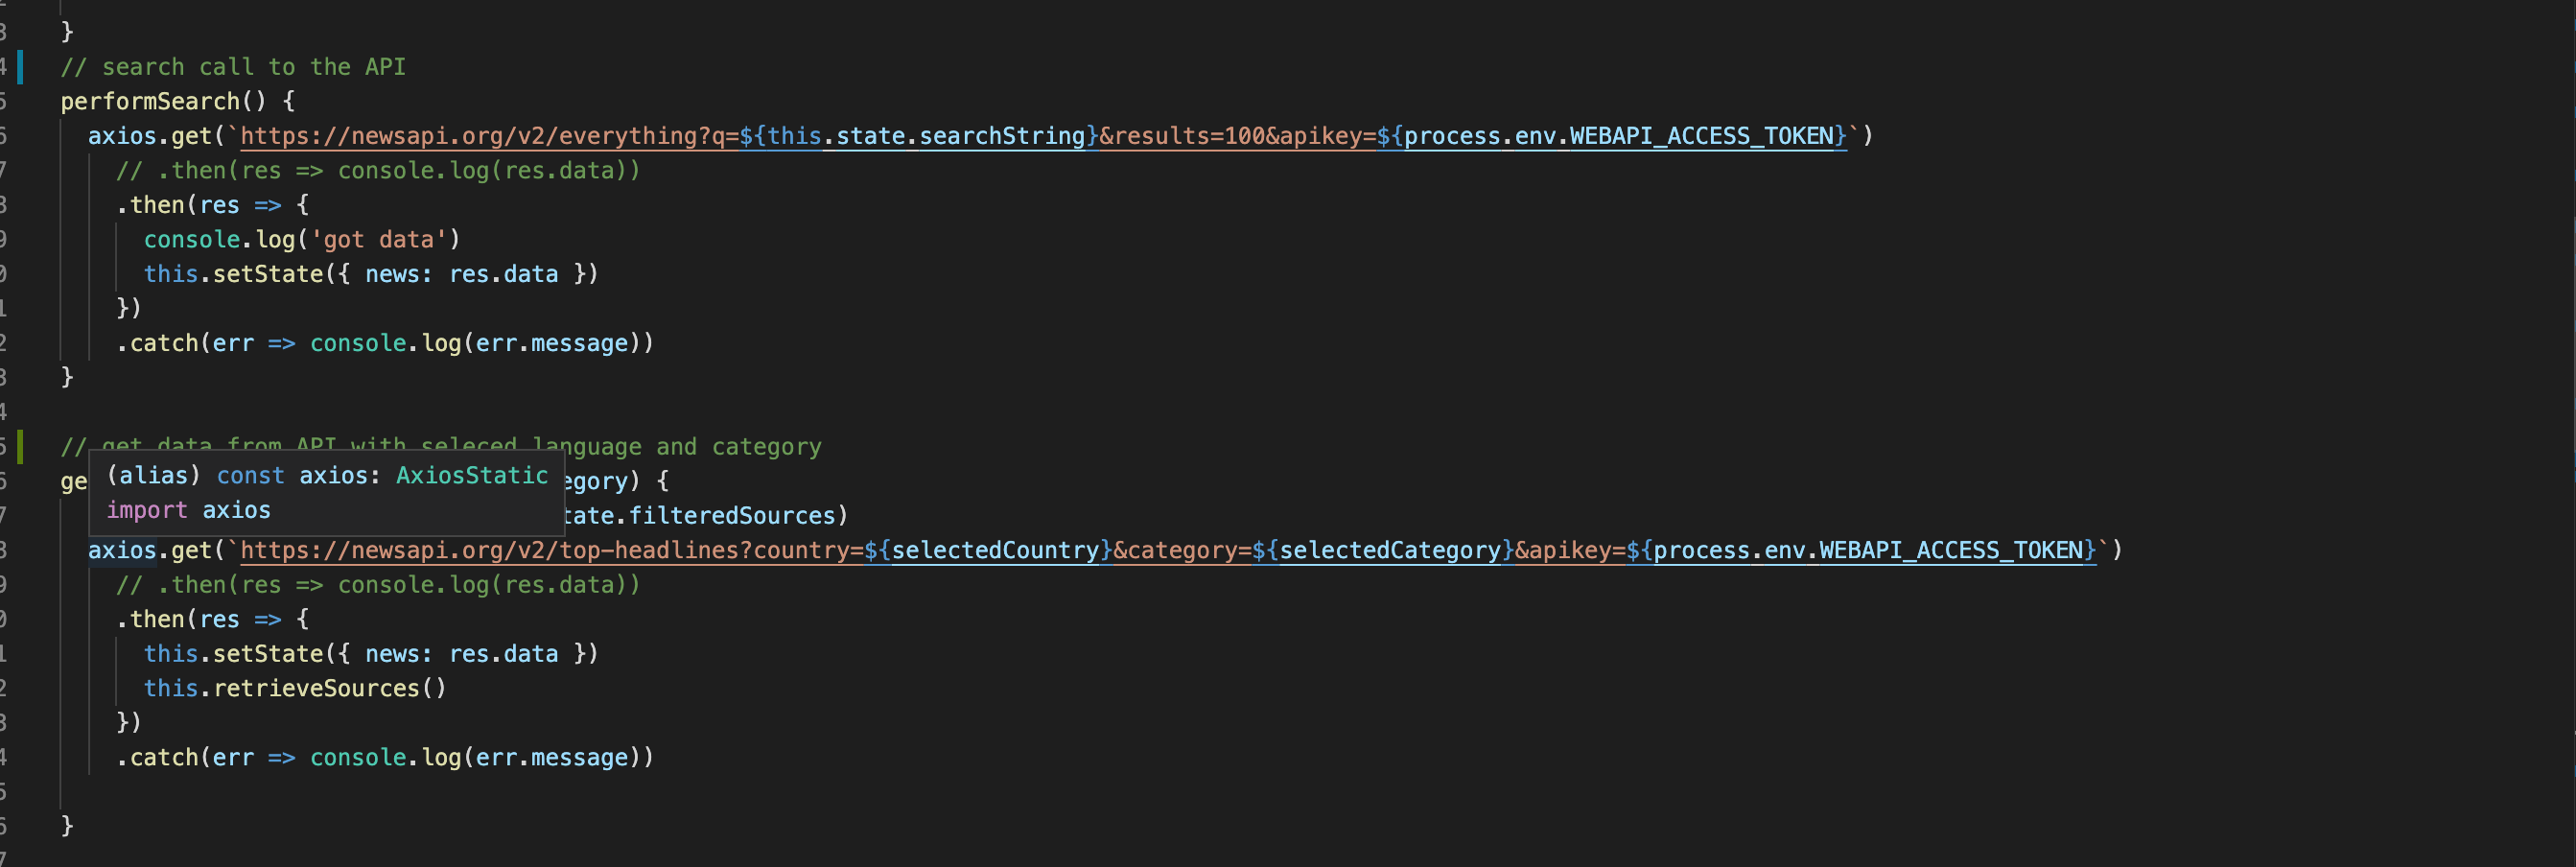 }
// search call to the API
performSearch() {
axios.get(`https://newsapi.org/v2/everything?q=${this.state.searchString}&results=100&apikey=${process.env.WEBAPI_ACCESS_TOKEN}`)
// .then(res => console.log(res.data))
.then(res => {
console.log('got data')
this.setState({ news: res.data })
})
.catch(err => console.log(err.message))
}
// get data from API with seleced language and category
ge egory) {
(alias) const axios: AxiosStatic
import axios
tate.filteredSources)
axios.get(`https://newsapi.org/v2/top-headlines?country=${selectedCountry}&category=${selectedCategory}&apikey=${process.env.WEBAPI_ACCESS_TOKEN}`)
// .then(res => console.log(res.data))
.then(res => {
this.setState({ news: res.data })
this.retrieveSources()
})
.catch(err => console.log(err.message))
}